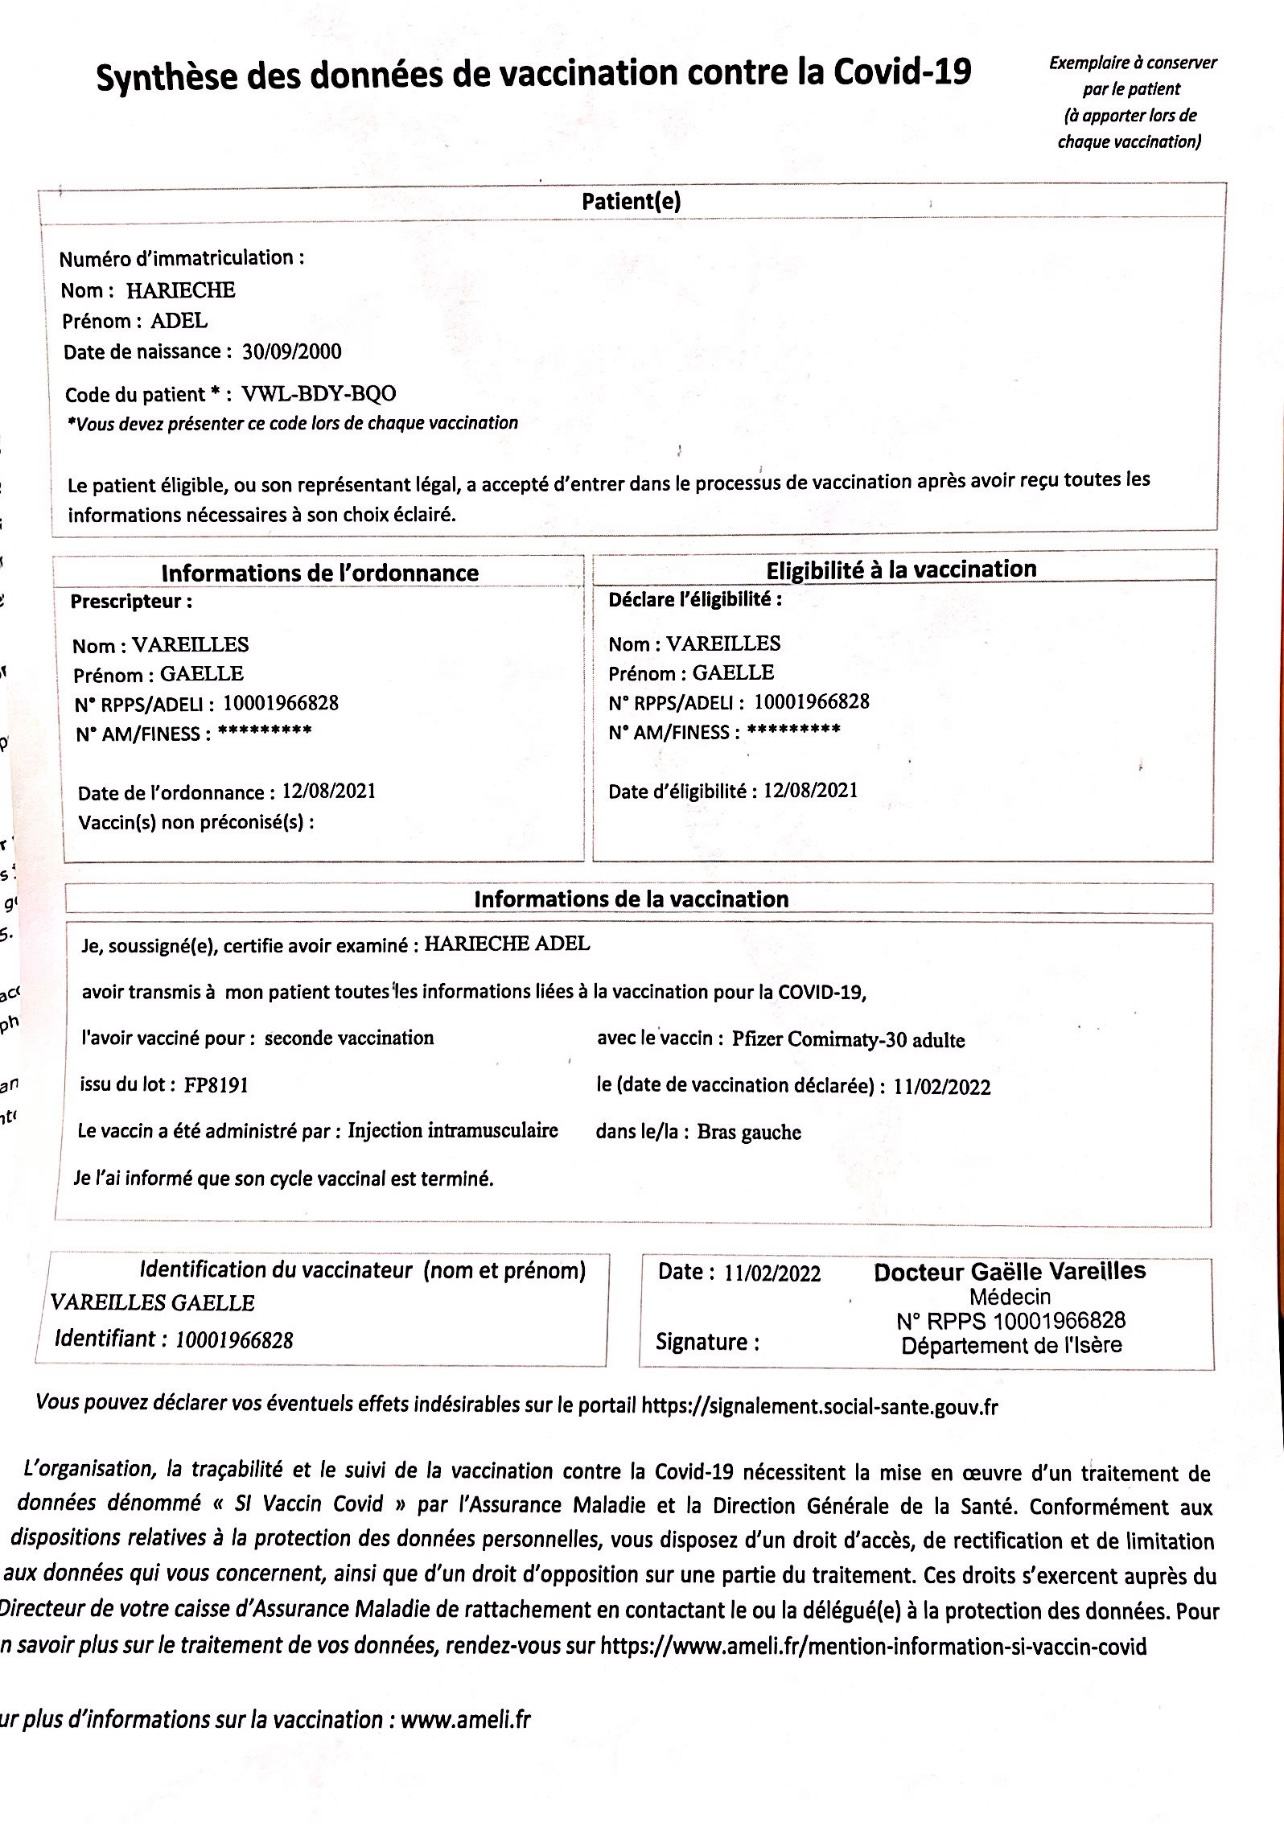 Synthèse des données de vaccination contre la Covid-19
Exemplaire à conserver
par le patient
(à apporter lors de
chaque vaccination)
Patient(e)
Numéro d'immatriculation :
Nom : HARIECHE
Prénom : ADEL
Date de naissance : 30/09/2000
Code du patient * : VWL-BDY-BQO
*Vous devez présenter ce code lors de chaque vaccination
Le patient éligible, ou son représentant légal, a accepté d'entrer dans le processus de vaccination après avoir reçu toutes les
informations nécessaires à son choix éclairé.
Informations de l'ordonnance
Prescripteur :
Nom : VAREILLES
Prénom : GAELLE
N° RPPS/ADELI : 10001966828
N° AM/FINESS : *********
Date de l'ordonnance : 12/08/2021
Vaccin(s) non préconisé(s) :
Eligibilité à la vaccination
Déclare l'éligibilité :
Nom : VAREILLES
Prénom : GAELLE
N° RPPS/ADELI : 10001966828
N° AM/FINESS : *********
Date d'éligibilité : 12/08/2021
Informations de la vaccination
Je, soussigné(e), certifie avoir examiné : HARIECHE ADEL
avoir transmis à mon patient toutes les informations liées à la vaccination pour la COVID-19,
l'avoir vacciné pour : seconde vaccination avec le vaccin : Pfizer Comirnaty-30 adulte
issu du lot : FP8191 le (date de vaccination déclarée) : 11/02/2022
Le vaccin a été administré par : Injection intramusculaire dans le/la : Bras gauche
Je l'ai informé que son cycle vaccinal est terminé.
Identification du vaccinateur (nom et prénom)
VAREILLES GAELLE
Identifiant : 10001966828
Date : 11/02/2022
Signature :
Docteur Gaëlle Vareilles
Médecin
N° RPPS 10001966828
Département de l'Isère
Vous pouvez déclarer vos éventuels effets indésirables sur le portail https://signalement.social-sante.gouv.fr
L'organisation, la traçabilité et le suivi de la vaccination contre la Covid-19 nécessitent la mise en œuvre d'un traitement de
données dénommé « SI Vaccin Covid » par l'Assurance Maladie et la Direction Générale de la Santé. Conformément aux
dispositions relatives à la protection des données personnelles, vous disposez d'un droit d'accès, de rectification et de limitation
aux données qui vous concernent, ainsi que d'un droit d'opposition sur une partie du traitement. Ces droits s'exercent auprès du
Directeur de votre caisse d'Assurance Maladie de rattachement en contactant le ou la délégué(e) à la protection des données. Pour
n savoir plus sur le traitement de vos données, rendez-vous sur https://www.ameli.fr/mention-information-si-vaccin-covid
ur plus d'informations sur la vaccination : www.ameli.fr